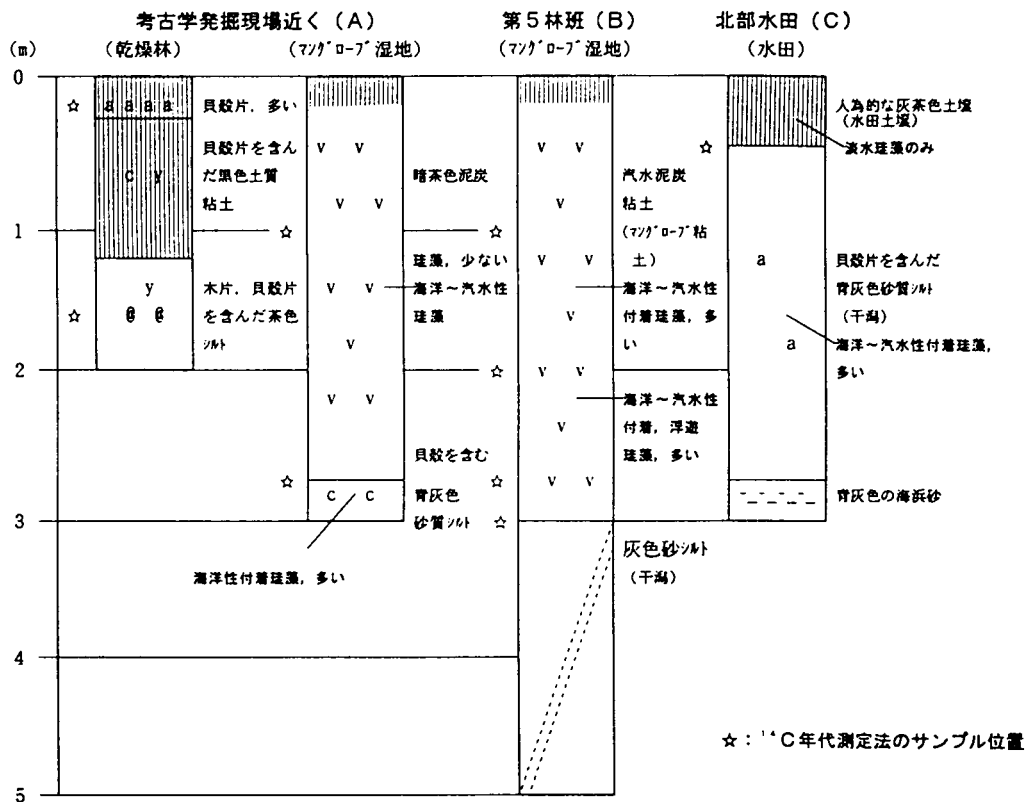 考古学発掘現場近く（A）
第5林班（B）
北部水田（C）
(m)
(乾燥林)
(ﾏﾝｸﾞﾛｰﾌﾞ湿地)
(ﾏﾝｸﾞﾛｰﾌﾞ湿地)
(水田)
0
1
2
3
4
5
☆
a a a a
貝殻片，多い
貝殻片を含ん
だ黒色土質
粘土
c y
y
@ @
☆
木片，貝殻片
を含んだ茶色
ｼﾙﾄ
☆
☆
v v
v v
v v
v
v v
c c
暗茶色泥炭
珪藻，少ない
海洋～汽水性
珪藻
貝殻を含む
青灰色
砂質ｼﾙﾄ
海洋性付着珪藻，多い
☆
☆
☆
☆
v v
v
v v
v
v v
v
v v
汽水泥炭
粘土
(ﾏﾝｸﾞﾛｰﾌﾞ粘
土)
海洋～汽水性
付着珪藻，多
い
海洋～汽水性
付着，浮遊
珪藻，多い
灰色砂ｼﾙﾄ
(干潟)
☆
a
a
人為的な灰茶色土壌
(水田土壌)
淡水珪藻のみ
貝殻片を含んだ
青灰色砂質ｼﾙﾄ
(干潟)
海洋～汽水性付着珪藻，
多い
青灰色の海浜砂
☆：¹⁴C年代測定法のサンプル位置